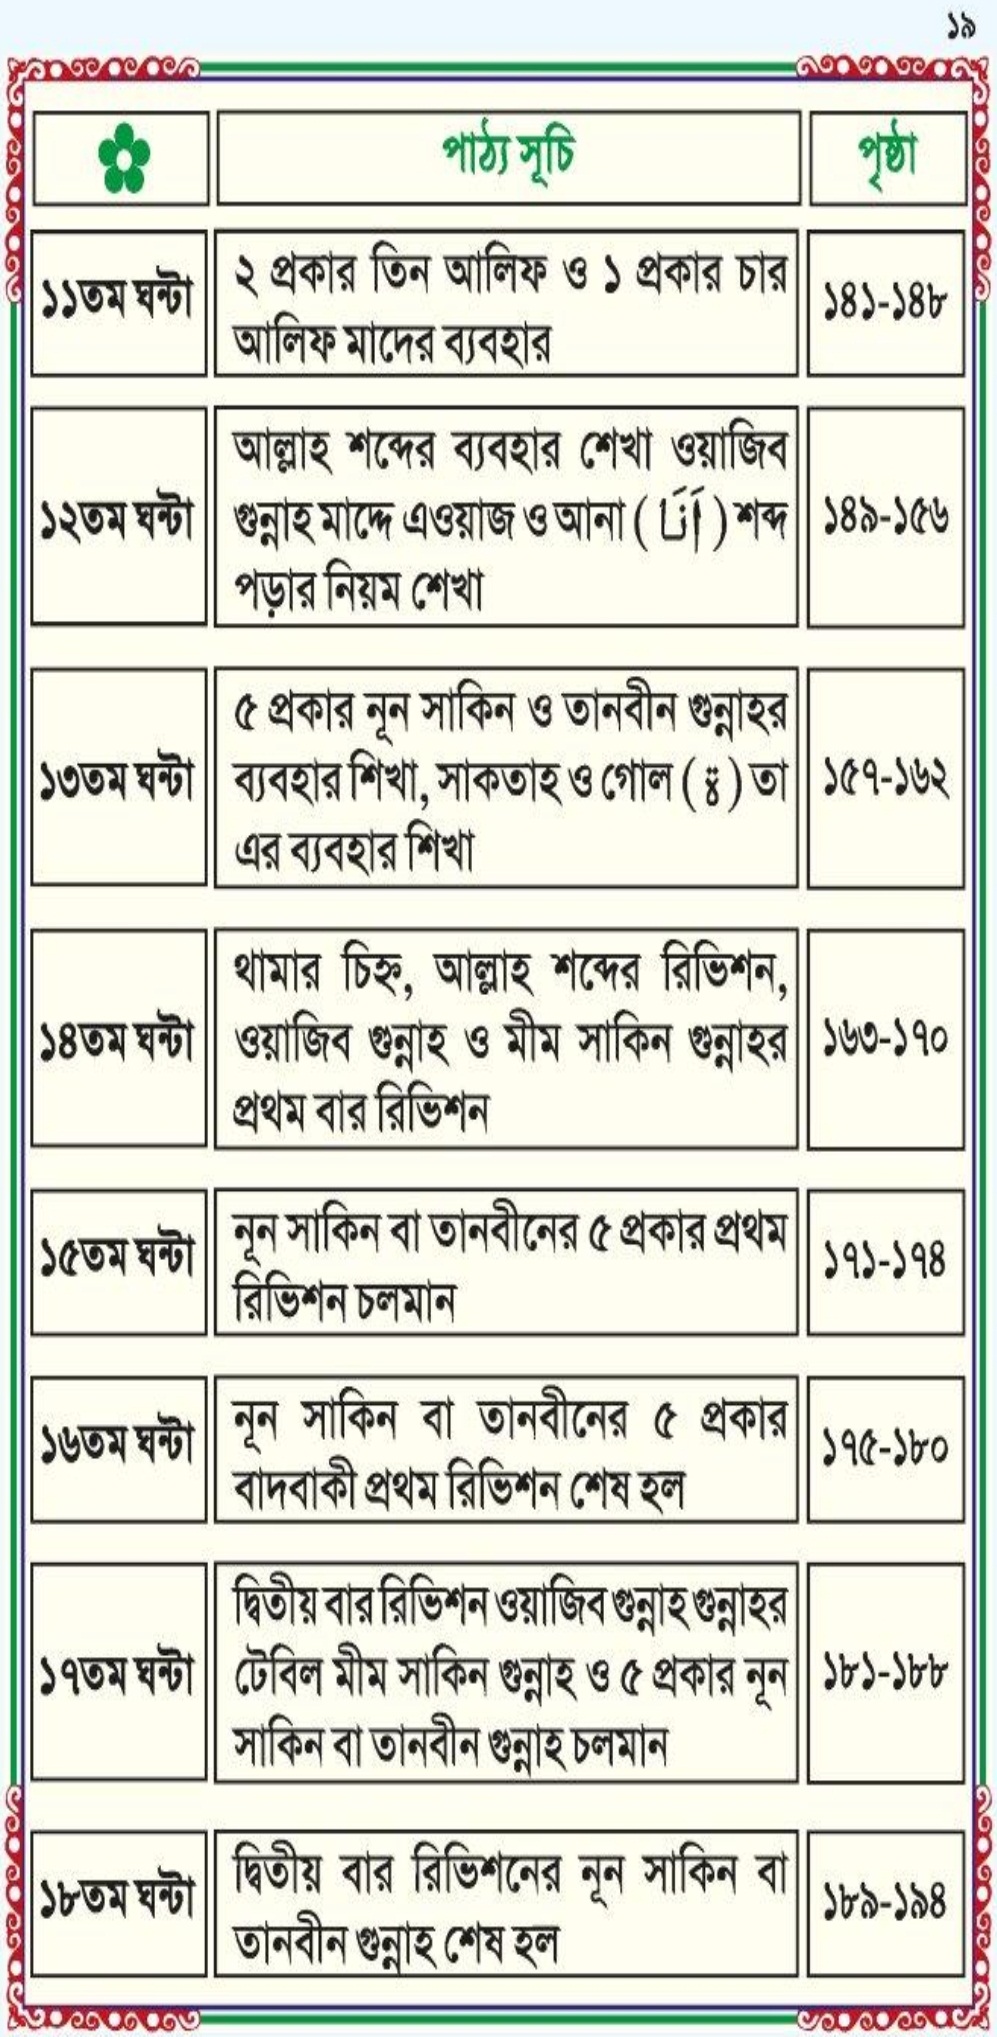 ১৯
পাঠ্য সূচি
পৃষ্ঠা
১১তম ঘন্টা
২ প্রকার তিন আলিফ ও ১ প্রকার চার
আলিফ মাদের ব্যবহার
১৪১-১৪৮
১২তম ঘন্টা
আল্লাহ শব্দের ব্যবহার শেখা ওয়াজিব
গুন্নাহ মাদ্দে এওয়াজ ও আনা ( اَنَا ) শব্দ
পড়ার নিয়ম শেখা
১৪৯-১৫৬
১৩তম ঘন্টা
৫ প্রকার নূন সাকিন ও তানবীন গুন্নাহর
ব্যবহার শিখা, সাকতাহ ও গোল ( ة ) তা
এর ব্যবহার শিখা
১৫৭-১৬২
১৪তম ঘন্টা
থামার চিহ্ন, আল্লাহ শব্দের রিভিশন,
ওয়াজিব গুন্নাহ ও মীম সাকিন গুন্নাহর
প্রথম বার রিভিশন
১৬৩-১৭০
১৫তম ঘন্টা
নূন সাকিন বা তানবীনের ৫ প্রকার প্রথম
রিভিশন চলমান
১৭১-১৭৪
১৬তম ঘন্টা
নূন সাকিন বা তানবীনের ৫ প্রকার
বাদবাকী প্রথম রিভিশন শেষ হল
১৭৫-১৮০
১৭তম ঘন্টা
দ্বিতীয় বার রিভিশন ওয়াজিব গুন্নাহ গুন্নাহর
টেবিল মীম সাকিন গুন্নাহ ও ৫ প্রকার নূন
সাকিন বা তানবীন গুন্নাহ চলমান
১৮১-১৮৮
১৮তম ঘন্টা
দ্বিতীয় বার রিভিশনের নূন সাকিন বা
তানবীন গুন্নাহ শেষ হল
১৮৯-১৯৪